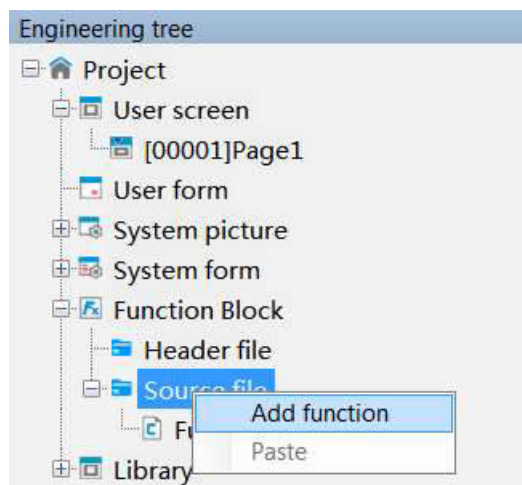 Engineering tree
Project
User screen
[00001]Page1
User form
System picture
System form
Function Block
Header file
Source file
Add function
Paste
Library